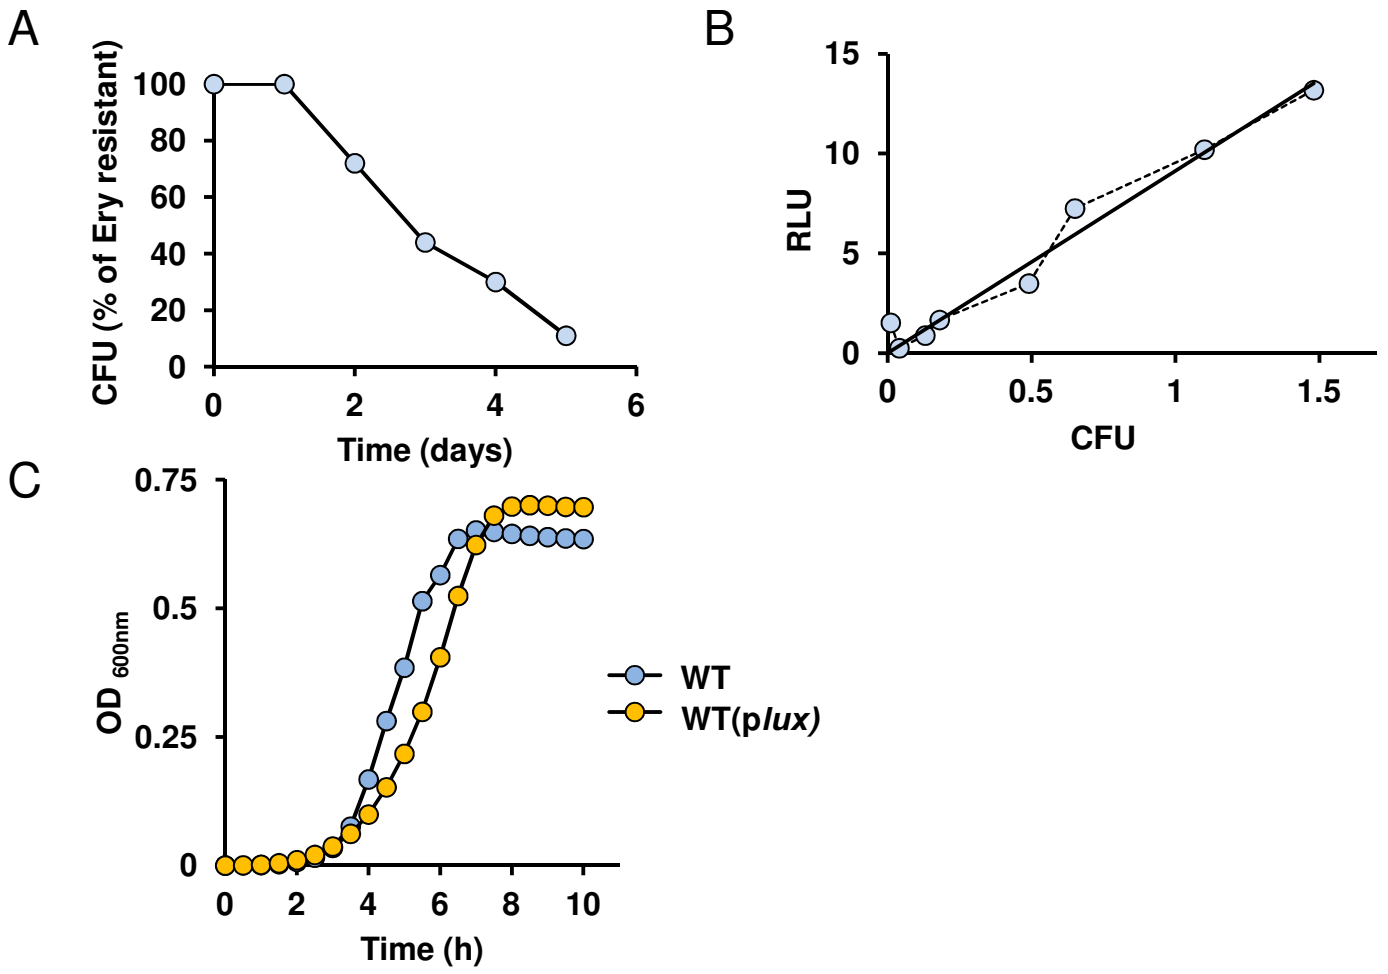 A
CFU (% of Ery resistant)
100
80
60
40
20
0
0 2 4 6
Time (days)
B
RLU
15
10
5
0
0 0.5 1 1.5
CFU
C
OD 600nm
0.75
0.5
0.25
0
0 2 4 6 8 10
Time (h)
WT
WT(plux)